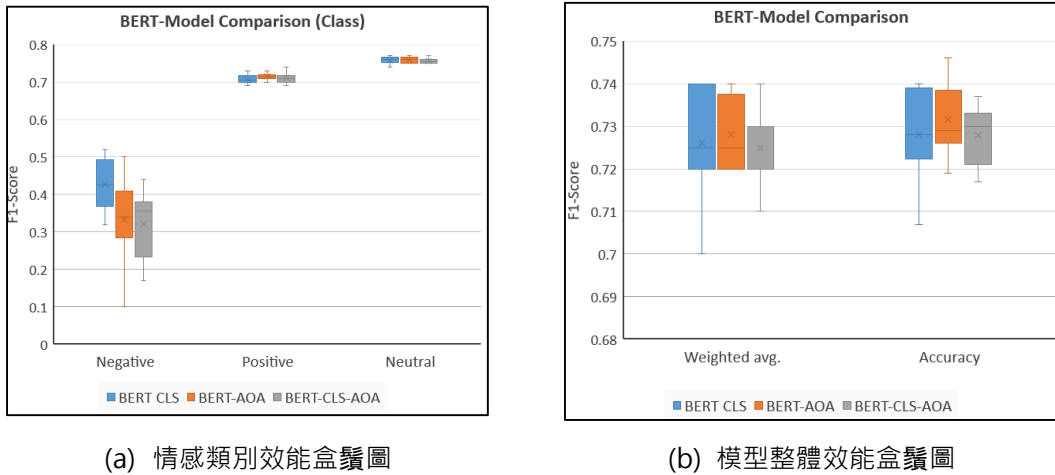 BERT-Model Comparison (Class)
0.8
0.7
0.6
0.5
0.4
0.3
0.2
0.1
0
F1-Score
Negative Positive Neutral
BERT CLS BERT-AOA BERT-CLS-AOA
(a) 情感類別效能盒鬚圖
BERT-Model Comparison
0.75
0.74
0.73
0.72
0.71
0.7
0.69
0.68
F1-Score
Weighted avg. Accuracy
BERT CLS BERT-AOA BERT-CLS-AOA
(b) 模型整體效能盒鬚圖